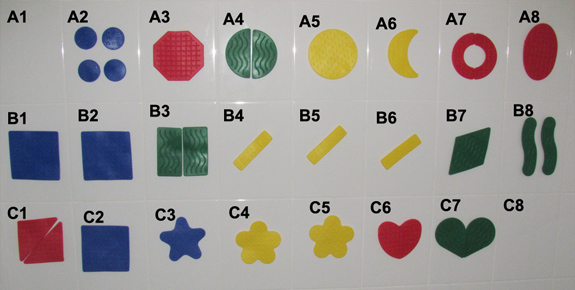 A1 A2 A3 A4 A5 A6 A7 A8
B1 B2 B3 B4 B5 B6 B7 B8
C1 C2 C3 C4 C5 C6 C7 C8